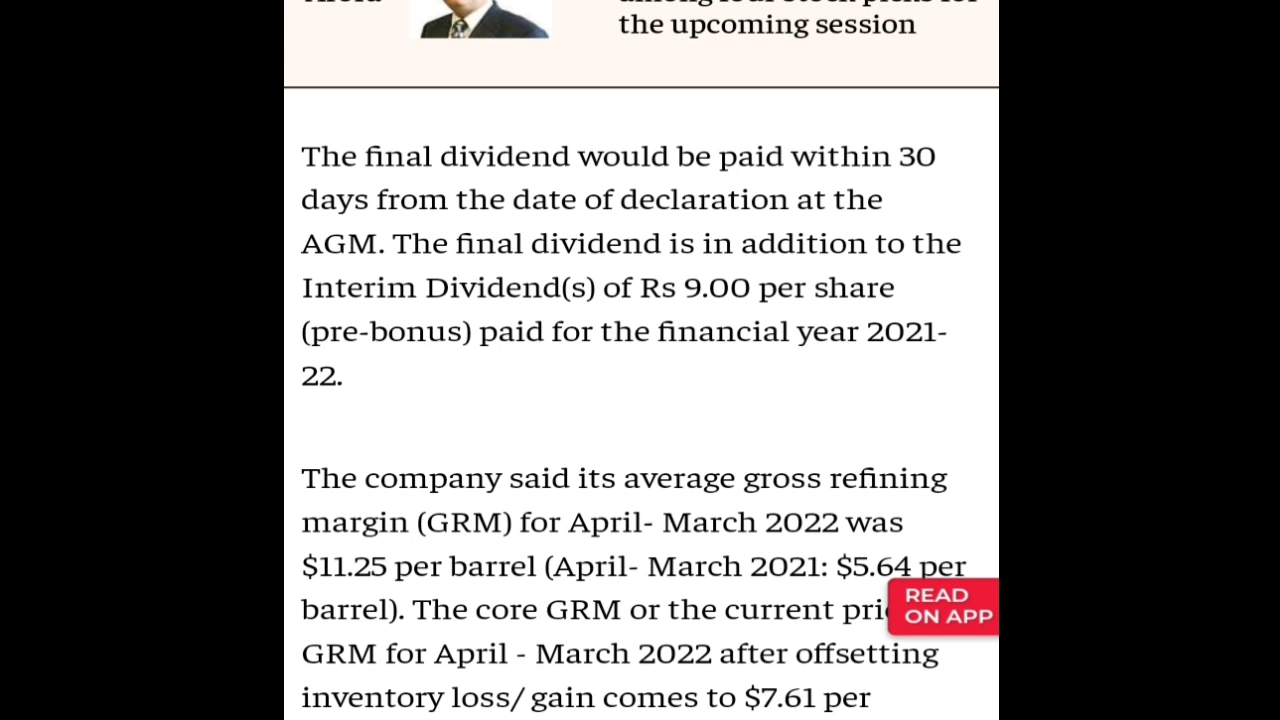 the upcoming session
The final dividend would be paid within 30
days from the date of declaration at the
AGM. The final dividend is in addition to the
Interim Dividend(s) of Rs 9.00 per share
(pre-bonus) paid for the financial year 2021-
22.
The company said its average gross refining
margin (GRM) for April- March 2022 was
$11.25 per barrel (April- March 2021: $5.64 per
barrel). The core GRM or the current
READ
ON APP
GRM for April - March 2022 after offsetting
inventory loss/ gain comes to $7.61 per